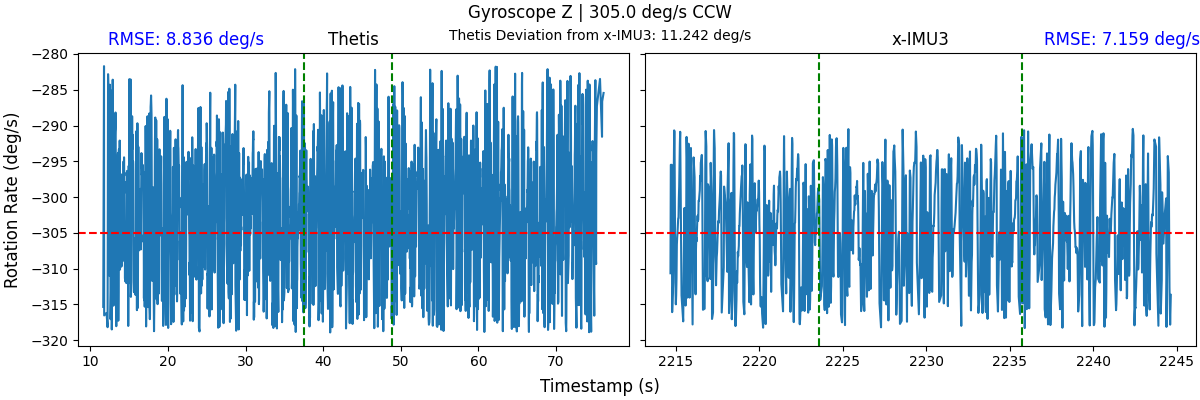 Gyroscope Z | 305.0 deg/s CCW
RMSE: 8.836 deg/s
Thetis
Thetis Deviation from x-IMU3: 11.242 deg/s
x-IMU3
RMSE: 7.159 deg/s
Rotation Rate (deg/s)
−280
−285
−290
−295
−300
−305
−310
−315
−320
10 20 30 40 50 60 70
2215 2220 2225 2230 2235 2240 2245
Timestamp (s)